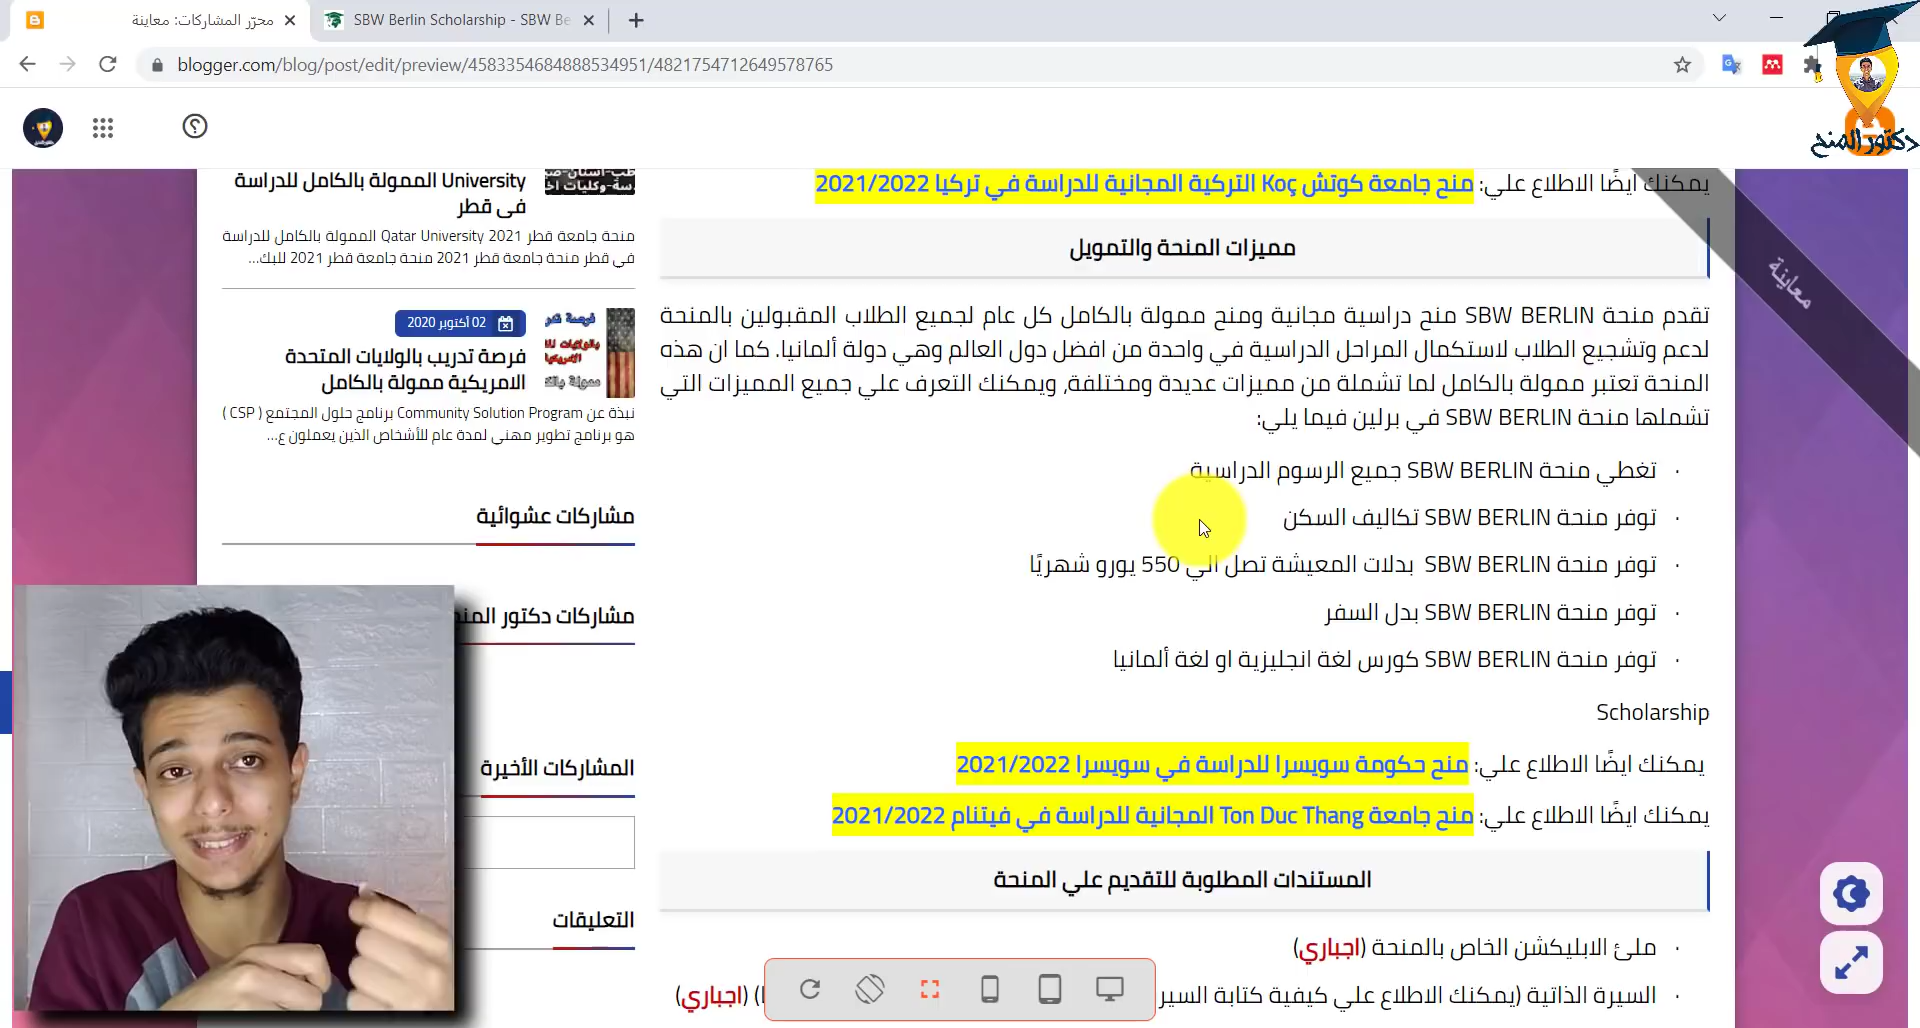 محرّر المشاركات: معاينة
SBW Berlin Scholarship - SBW Be
blogger.com/blog/post/edit/preview/4583354684888534951/4821754712649578765
دكتور المنح
معاينة
يمكنك ايضًا الاطلاع علي: منح جامعة كوتش Koç التركية المجانية للدراسة في تركيا 2021/2022
مميزات المنحة والتمويل
تقدم منحة SBW BERLIN منح دراسية مجانية ومنح ممولة بالكامل كل عام لجميع الطلاب المقبولين بالمنحة
لدعم وتشجيع الطلاب لاستكمال المراحل الدراسية في واحدة من افضل دول العالم وهي دولة ألمانيا. كما ان هذه
المنحة تعتبر ممولة بالكامل لما تشملة من مميزات عديدة ومختلفة، ويمكنك التعرف علي جميع المميزات التي
تشملها منحة SBW BERLIN في برلين فيما يلي:
· تغطي منحة SBW BERLIN جميع الرسوم الدراسية
· توفر منحة SBW BERLIN تكاليف السكن
· توفر منحة SBW BERLIN بدلات المعيشة تصل الي 550 يورو شهريًا
· توفر منحة SBW BERLIN بدل السفر
· توفر منحة SBW BERLIN كورس لغة انجليزية او لغة ألمانيا
Scholarship
يمكنك ايضًا الاطلاع علي: منح حكومة سويسرا للدراسة في سويسرا 2021/2022
يمكنك ايضًا الاطلاع علي: منح جامعة Ton Duc Thang المجانية للدراسة في فيتنام 2021/2022
المستندات المطلوبة للتقديم علي المنحة
· ملئ الابليكشن الخاص بالمنحة (اجباري)
· السيرة الذاتية (يمكنك الاطلاع علي كيفية كتابة السير
(اجباري)
University الممولة بالكامل للدراسة
فى قطر
منحة جامعة قطر 2021 Qatar University الممولة بالكامل للدراسة
في قطر منحة جامعة قطر 2021 منحة جامعة قطر 2021 للبك...
02 أكتوبر 2020
فرصة تدريب بالولايات المتحدة
الامريكية ممولة بالكامل
نبذة عن Community Solution Program برنامج حلول المجتمع ( CSP )
هو برنامج تطوير مهني لمدة عام للأشخاص الذين يعملون ع...
مشاركات عشوائية
مشاركات دكتور المنح
المشاركات الأخيرة
التعليقات